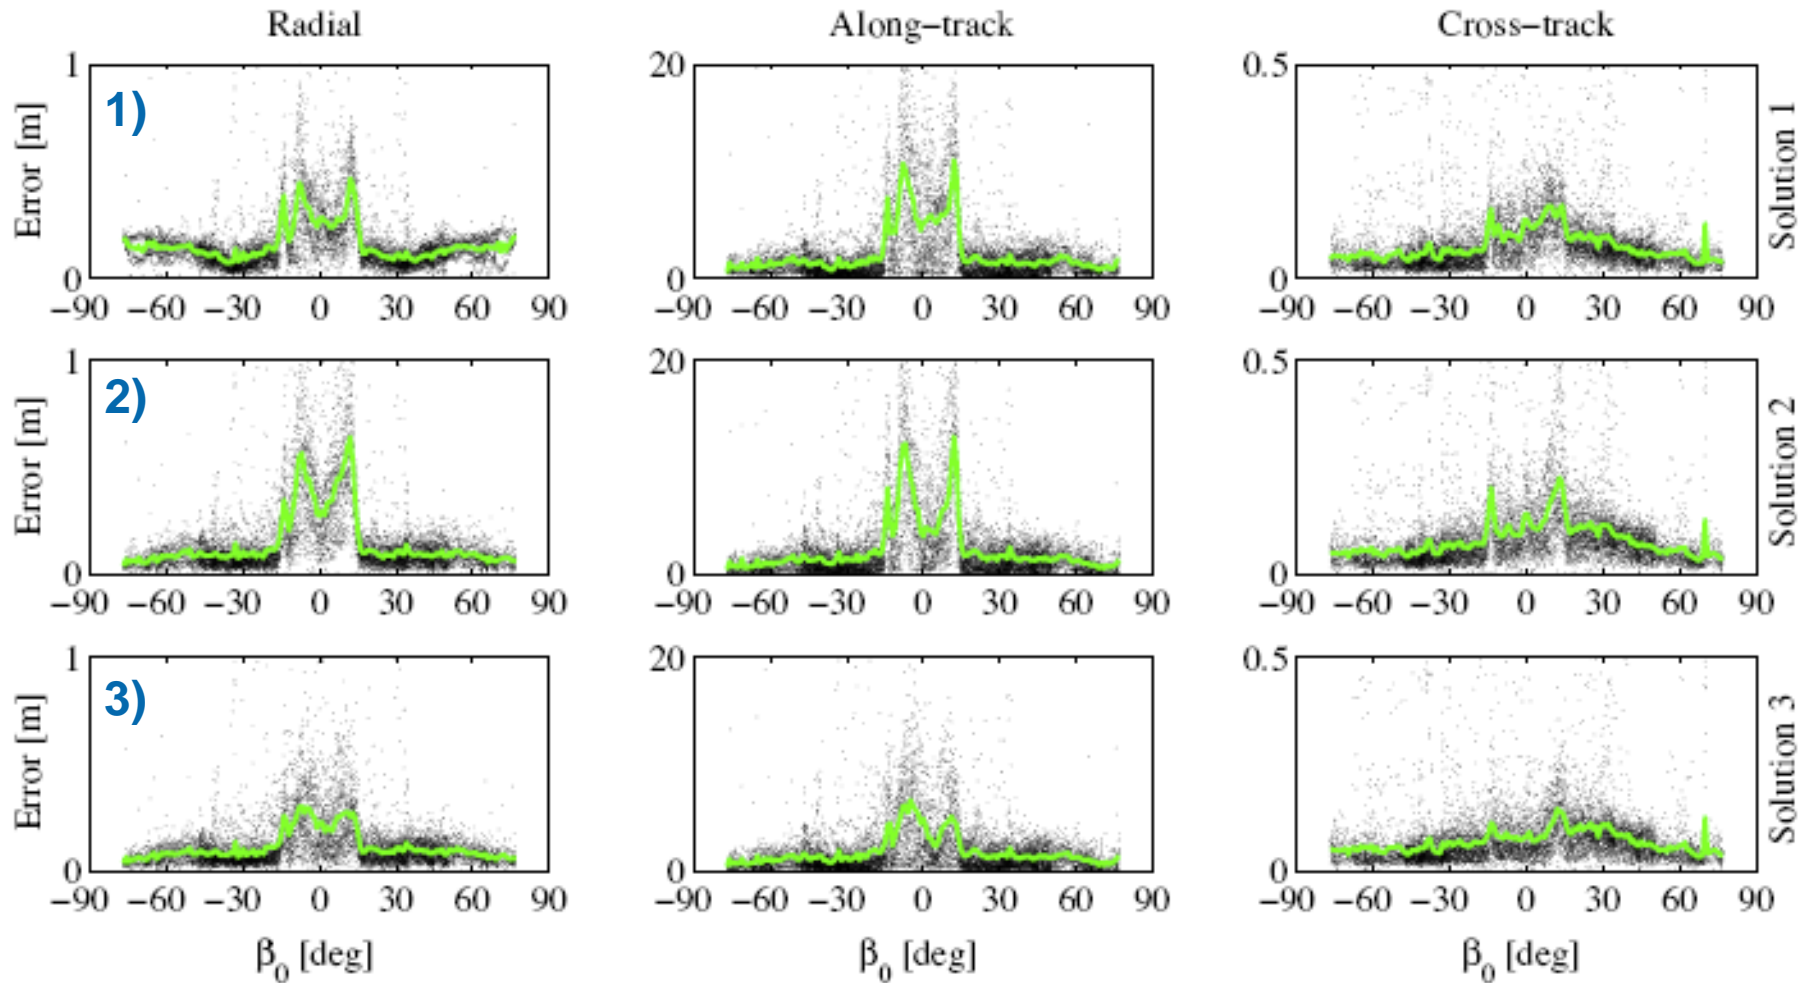 Radial Along−track Cross−track
1 20 0.5
1)
Error [m] Solution 1
0 0 0
−90 −60 −30 0 30 60 90 −90 −60 −30 0 30 60 90 −90 −60 −30 0 30 60 90
1 20 0.5
2)
Error [m] Solution 2
0 0 0
−90 −60 −30 0 30 60 90 −90 −60 −30 0 30 60 90 −90 −60 −30 0 30 60 90
1 20 0.5
3)
Error [m] Solution 3
10
10
10
0 0 0
−90 −60 −30 0 30 60 90 −90 −60 −30 0 30 60 90 −90 −60 −30 0 30 60 90
β0 [deg] β0 [deg] β0 [deg]